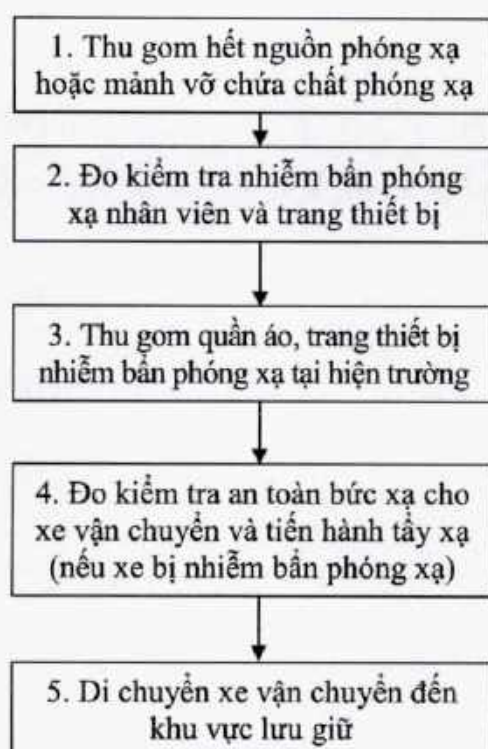 1. Thu gom hết nguồn phóng xạ
hoặc mảnh vỡ chứa chất phóng xạ
2. Đo kiểm tra nhiễm bẩn phóng
xạ nhân viên và trang thiết bị
3. Thu gom quần áo, trang thiết bị
nhiễm bẩn phóng xạ tại hiện trường
4. Đo kiểm tra an toàn bức xạ cho
xe vận chuyển và tiến hành tẩy xạ
(nếu xe bị nhiễm bẩn phóng xạ)
5. Di chuyển xe vận chuyển đến
khu vực lưu giữ